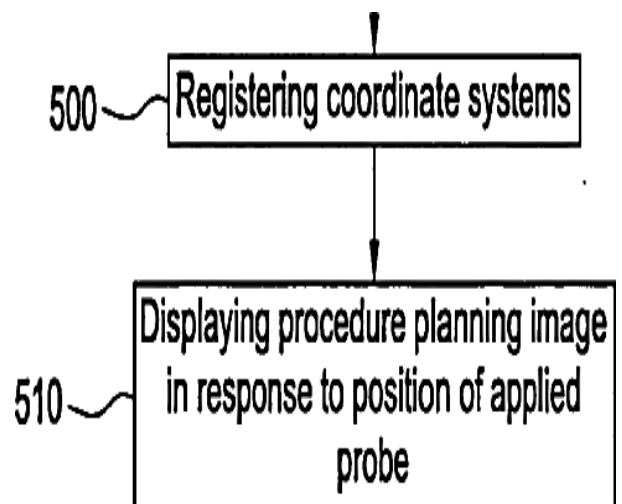 500
Registering coordinate systems
510
Displaying procedure planning image
in response to position of applied
probe